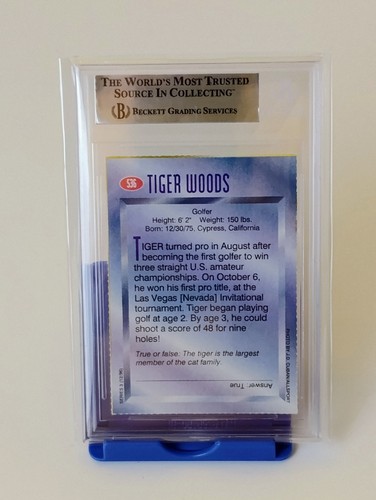 THE WORLD'S MOST TRUSTED
SOURCE IN COLLECTING™
B BECKETT GRADING SERVICES
536 TIGER WOODS
Golfer
Height: 6' 2" Weight: 150 lbs.
Born: 12/30/75. Cypress, California
TIGER turned pro in August after
becoming the first golfer to win
three straight U.S. amateur
championships. On October 6,
he won his first pro title, at the
Las Vegas [Nevada] Invitational
tournament. Tiger began playing
golf at age 2. By age 3, he could
shoot a score of 48 for nine
holes!
True or false: The tiger is the largest
member of the cat family.
Answer: True